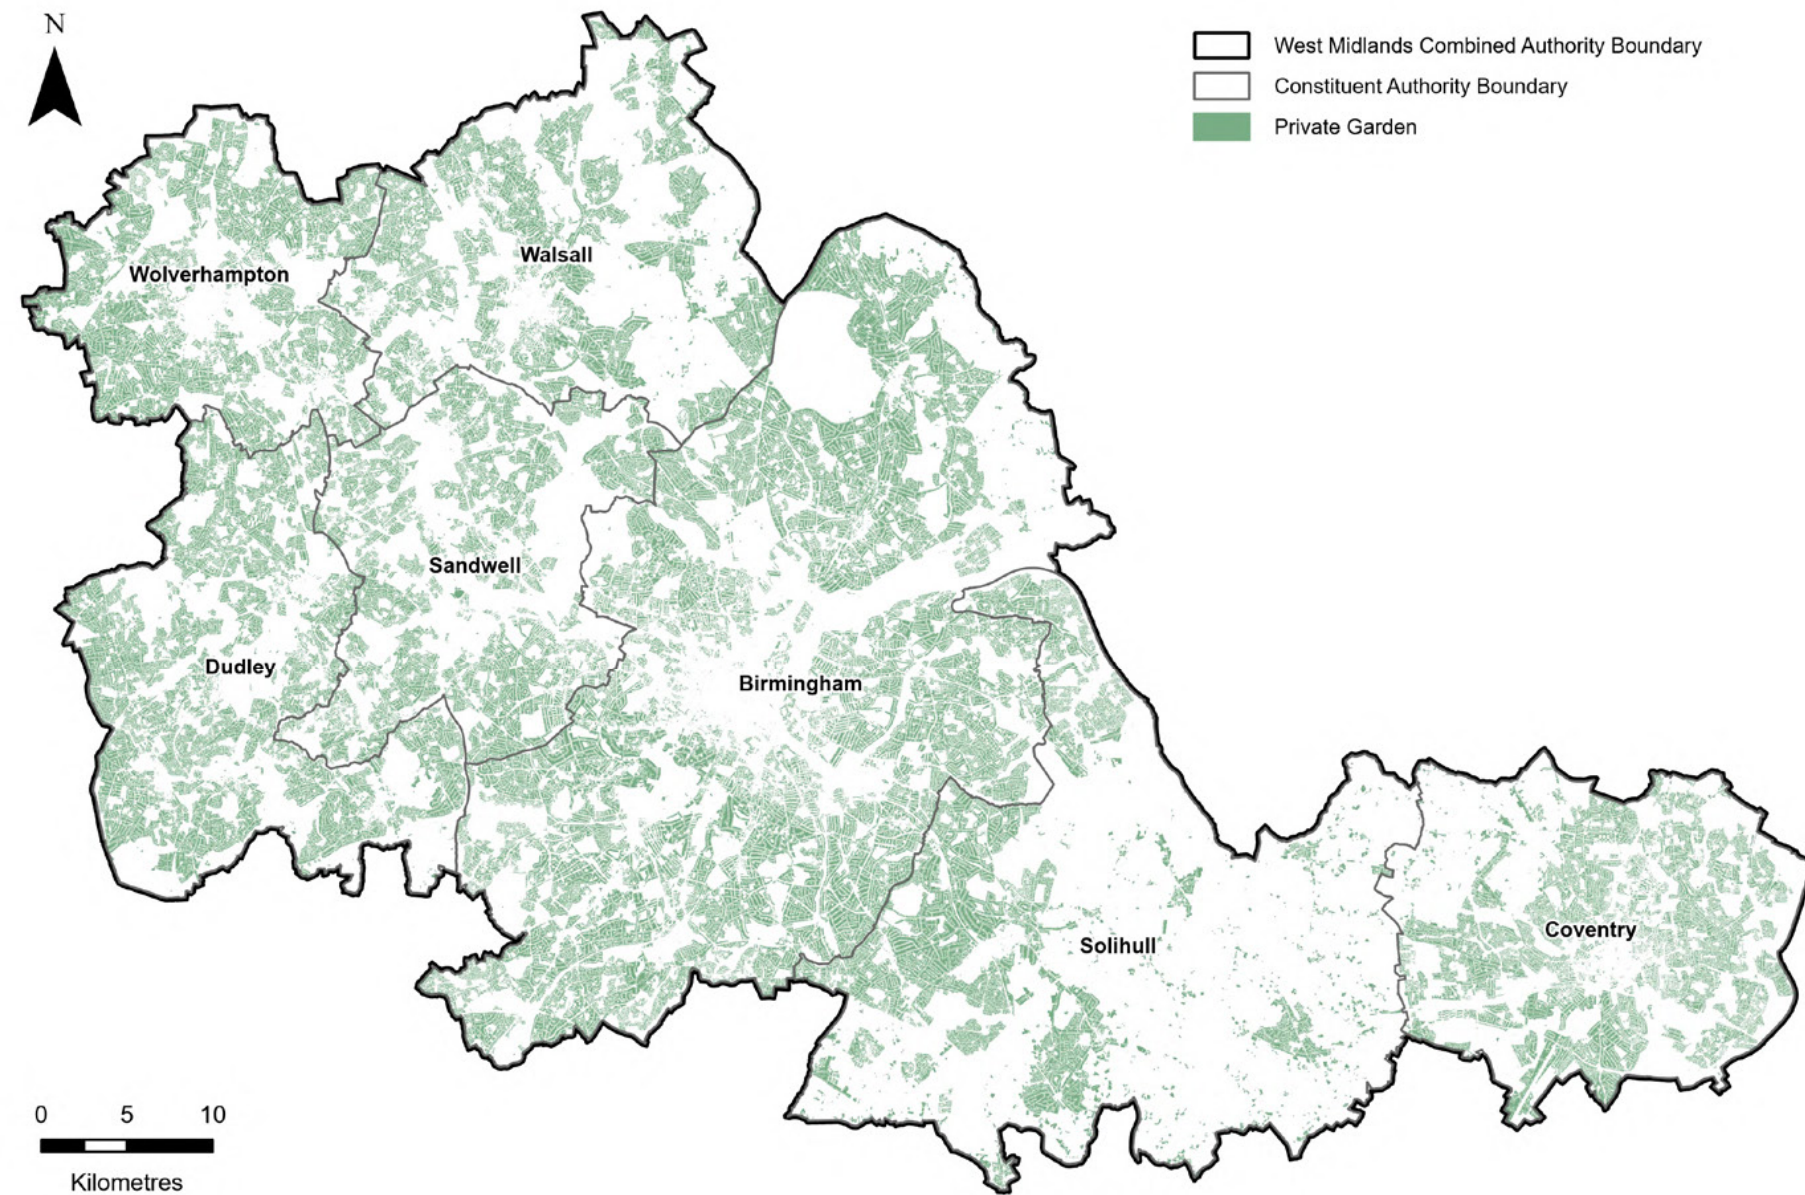 N
West Midlands Combined Authority Boundary
Constituent Authority Boundary
Private Garden
Wolverhampton
Walsall
Sandwell
Dudley
Birmingham
Solihull
Coventry
0 5 10
Kilometres